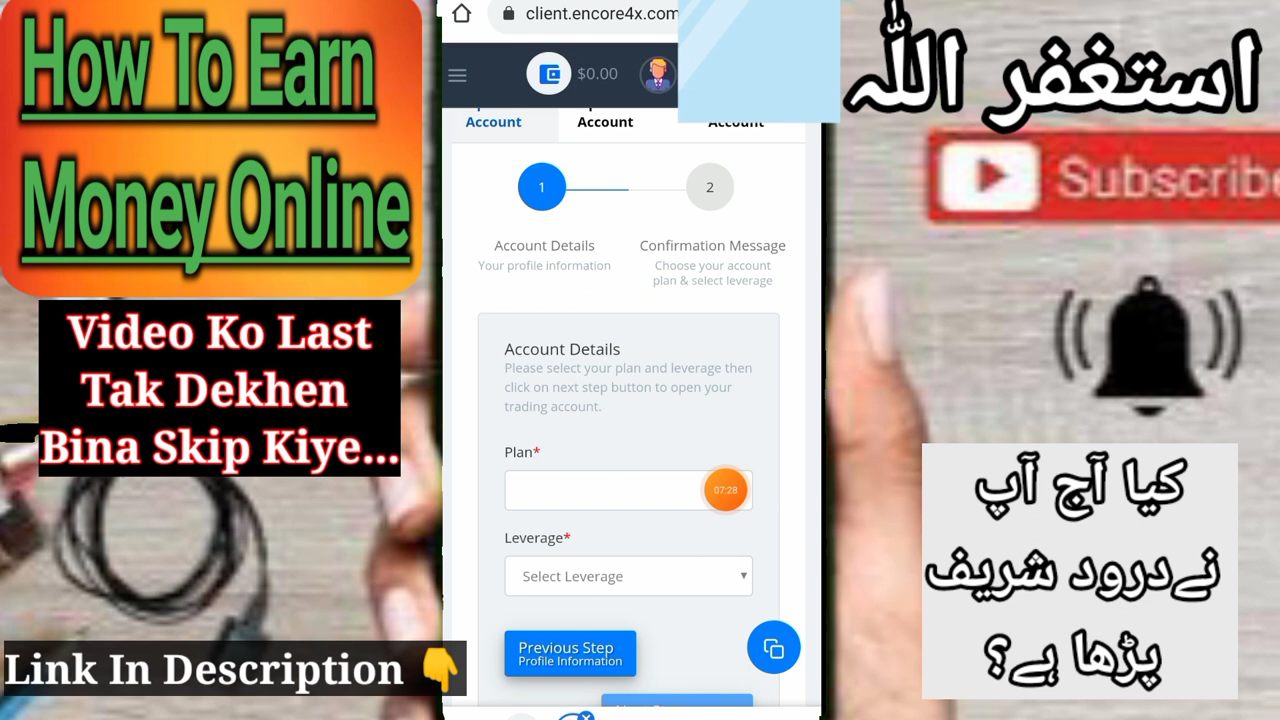 How To Earn
Money Online
Video Ko Last
Tak Dekhen
Bina Skip Kiye...
Link In Description 👇
client.encore4x.com
$0.00
Account
Account
Account
1
2
Account Details
Your profile information
Confirmation Message
Choose your account
plan & select leverage
Account Details
Please select your plan and leverage then
click on next step button to open your
trading account.
Plan*
07:28
Leverage*
Select Leverage
Previous Step
Profile Information
استغفر اللّٰہ
Subscribe
کیا آج آپ
نےدرود شریف
پڑھا ہے؟